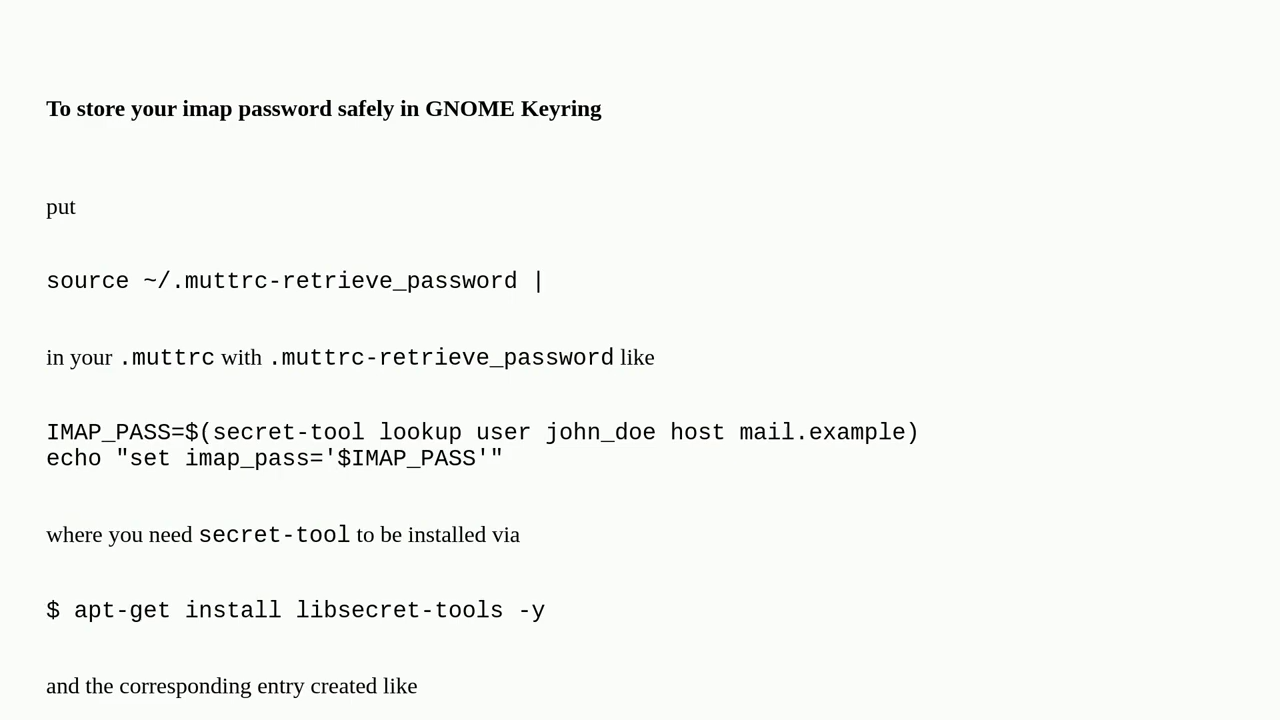 To store your imap password safely in GNOME Keyring
put
source ~/.muttrc-retrieve_password |
in your .muttrc with .muttrc-retrieve_password like
IMAP_PASS=$(secret-tool lookup user john_doe host mail.example)
echo "set imap_pass='$IMAP_PASS'"
where you need secret-tool to be installed via
$ apt-get install libsecret-tools -y
and the corresponding entry created like